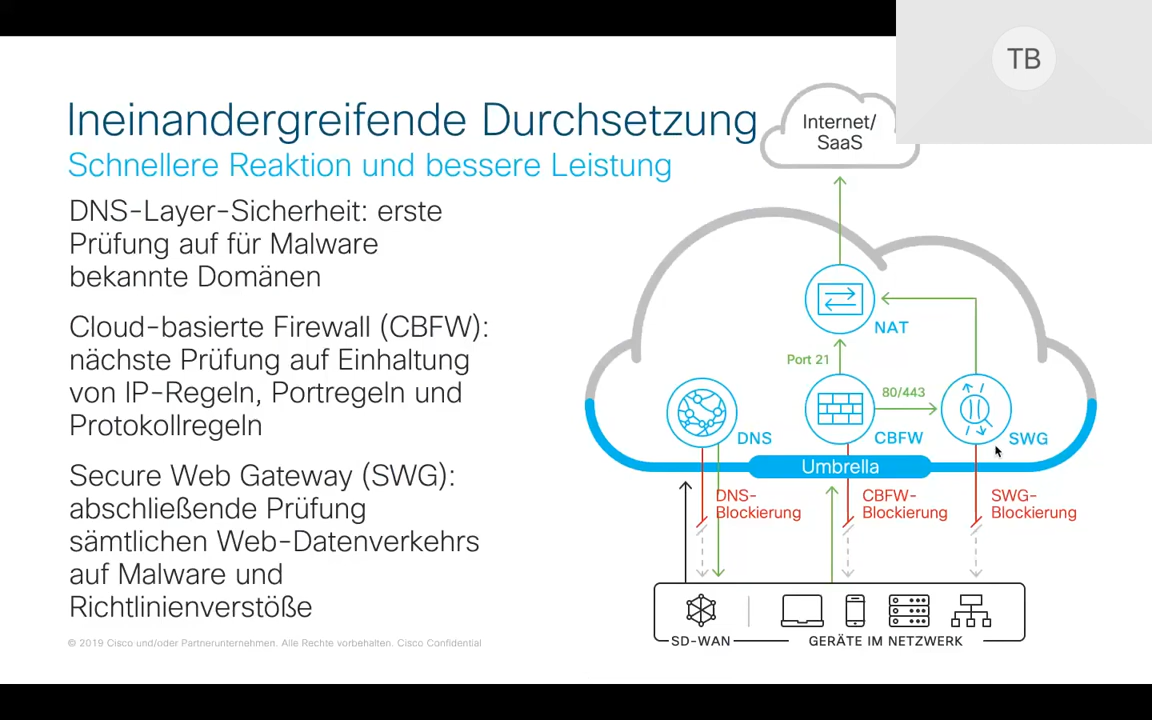 TB
Ineinandergreifende Durchsetzung
Schnellere Reaktion und bessere Leistung
DNS-Layer-Sicherheit: erste
Prüfung auf für Malware
bekannte Domänen
Cloud-basierte Firewall (CBFW):
nächste Prüfung auf Einhaltung
von IP-Regeln, Portregeln und
Protokollregeln
Secure Web Gateway (SWG):
abschließende Prüfung
sämtlichen Web-Datenverkehrs
auf Malware und
Richtlinienverstöße
© 2019 Cisco und/oder Partnerunternehmen. Alle Rechte vorbehalten. Cisco Confidential
Internet/
SaaS
NAT
Port 21
80/443
DNS
CBFW
SWG
Umbrella
DNS-
Blockierung
CBFW-
Blockierung
SWG-
Blockierung
SD-WAN
GERÄTE IM NETZWERK